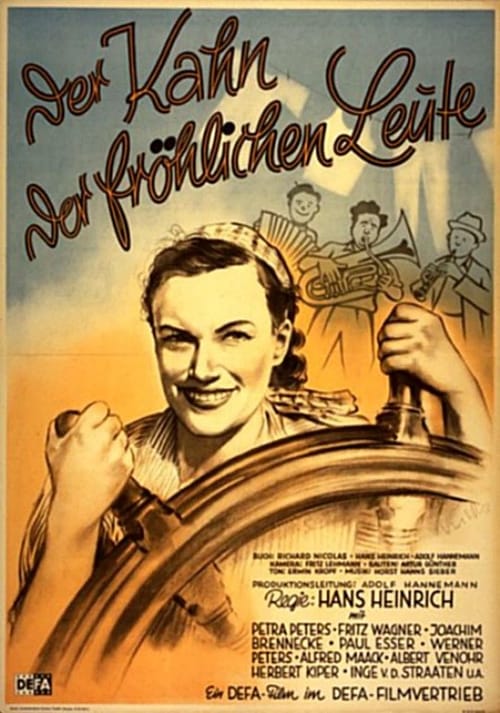 Der Kahn
der fröhlichen Leute
BUCH: RICHARD NICOLAS • HANS HEINRICH • ADOLF HANNEMANN
KAMERA: FRITZ LEHMANN • BAUTEN: ARTUR GÜNTHER
TON: ERWIN KROPF • MUSIK: HORST HANNS SIEBER
PRODUKTIONSLEITUNG: ADOLF HANNEMANN
Regie: HANS HEINRICH
mit
PETRA PETERS • FRITZ WAGNER • JOACHIM
BRENNECKE • PAUL ESSER • WERNER
PETERS • ALFRED MAACK • ALBERT VENOHR
HERBERT KIPER • INGE V.D. STRAATEN U.A.
DEFA
Ein DEFA-Film im DEFA-FILMVERTRIEB